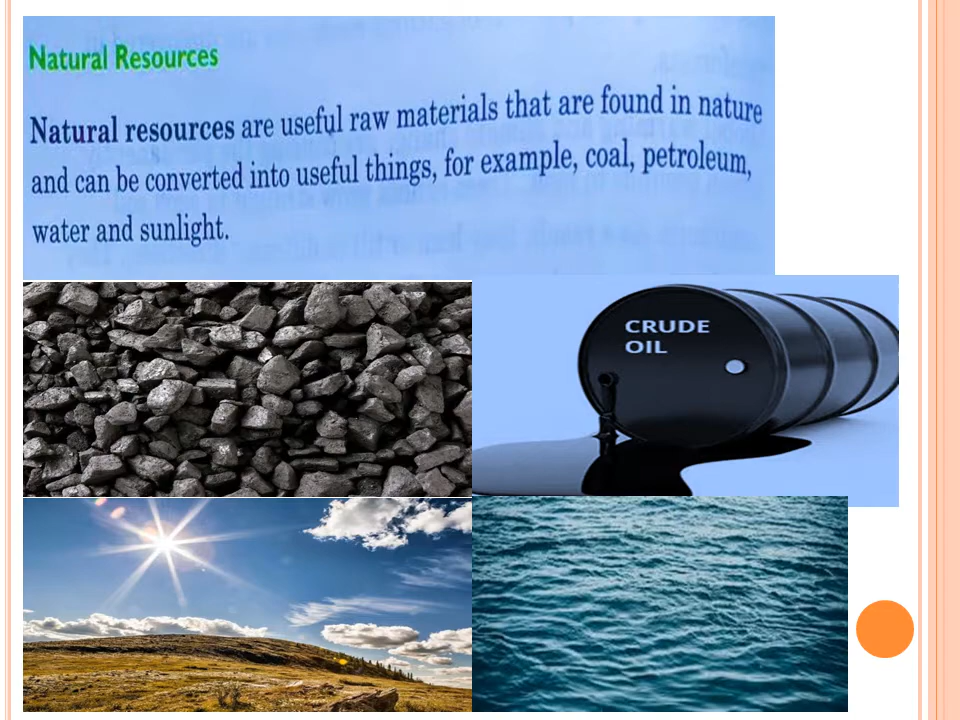 Natural Resources
Natural resources are useful raw materials that are found in nature
and can be converted into useful things, for example, coal, petroleum,
water and sunlight.
CRUDE
OIL